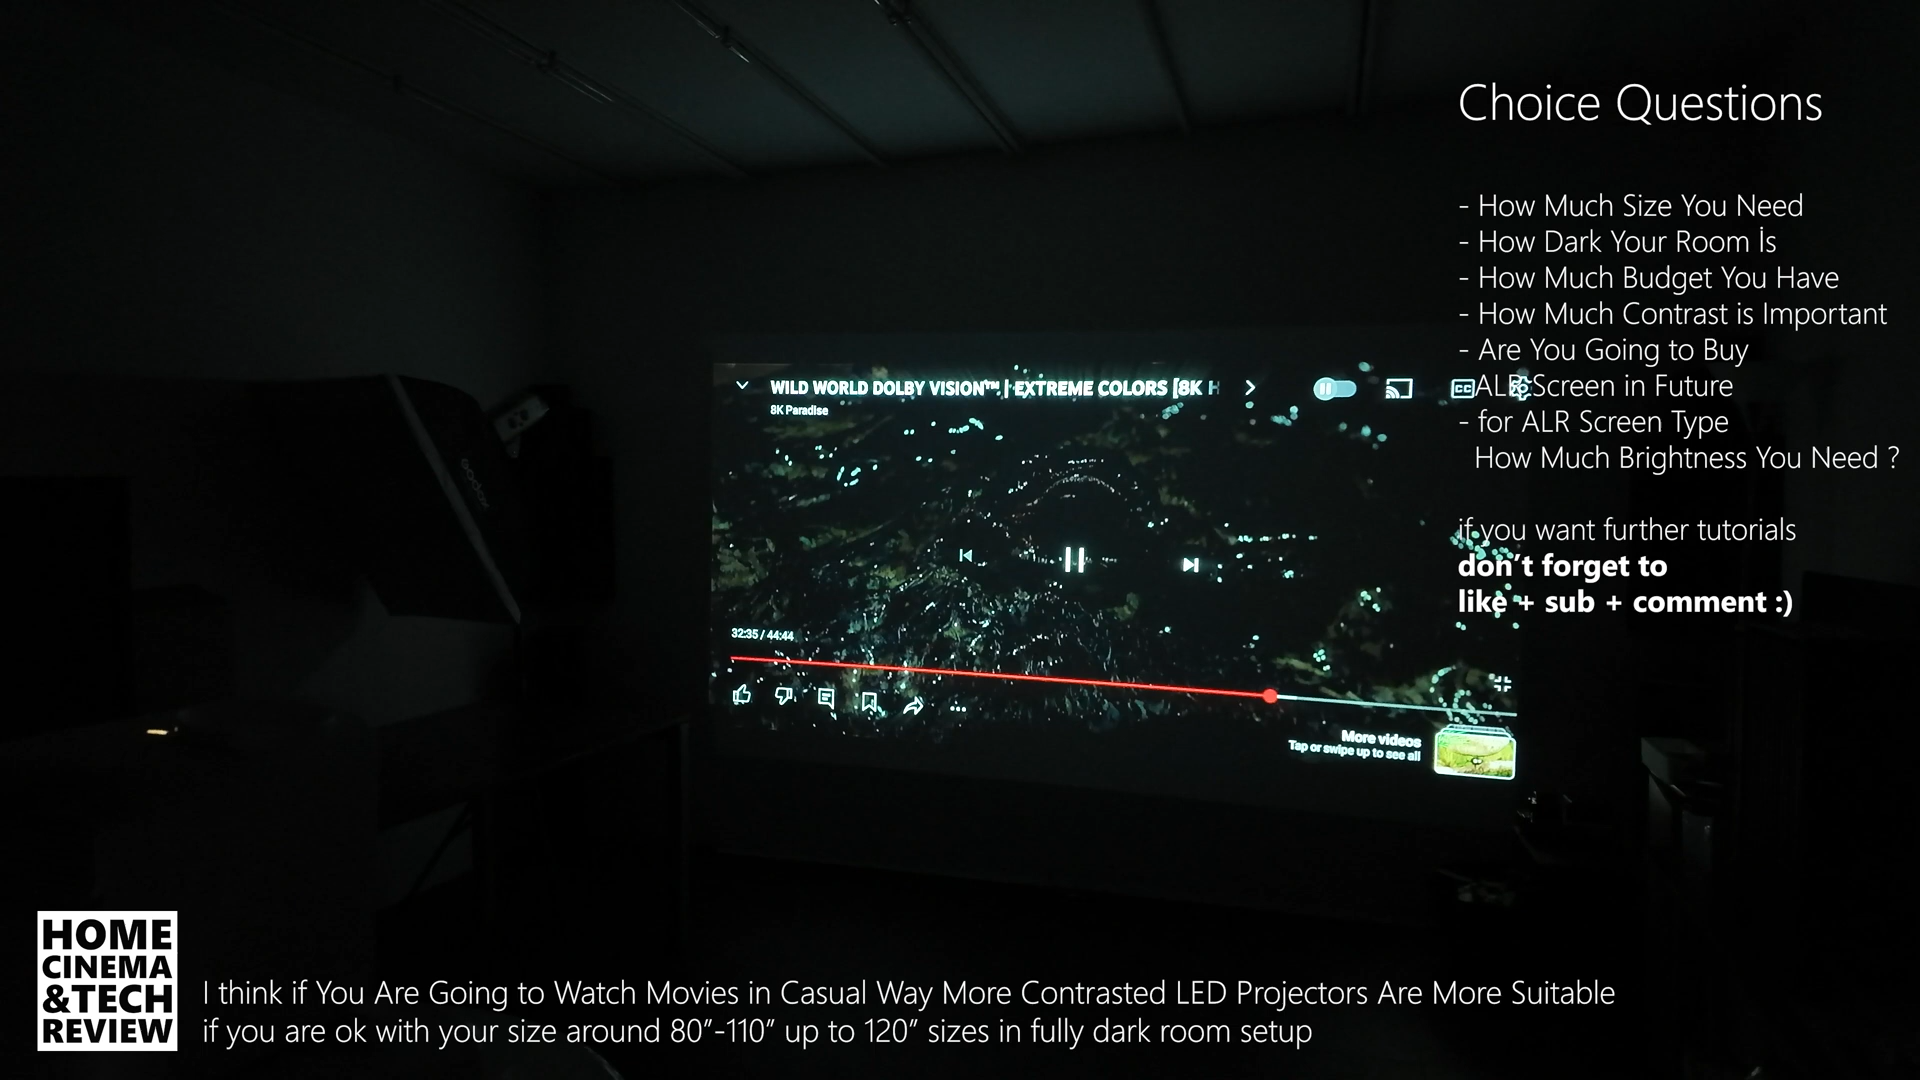 Choice Questions
- How Much Size You Need
- How Dark Your Room İs
- How Much Budget You Have
- How Much Contrast is Important
- Are You Going to Buy
ALR Screen in Future
- for ALR Screen Type
How Much Brightness You Need ?
if you want further tutorials
don't forget to
like + sub + comment :)
WILD WORLD DOLBY VISION™ | EXTREME COLORS [8K H
8K Paradise
CC
32:35 / 44:44
More videos
Tap or swipe up to see all
Godox
HOME
CINEMA
&TECH
REVIEW
I think if You Are Going to Watch Movies in Casual Way More Contrasted LED Projectors Are More Suitable
if you are ok with your size around 80”-110” up to 120” sizes in fully dark room setup